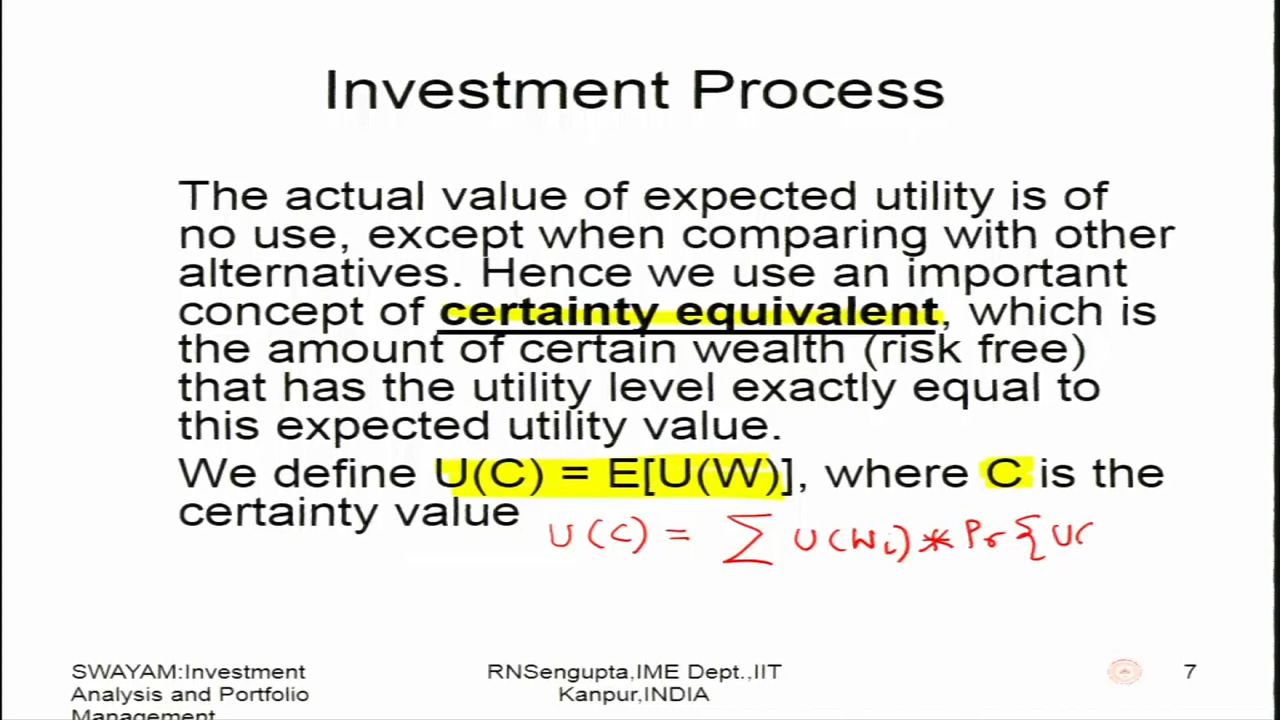 Investment Process
The actual value of expected utility is of
no use, except when comparing with other
alternatives. Hence we use an important
concept of certainty equivalent, which is
the amount of certain wealth (risk free)
that has the utility level exactly equal to
this expected utility value.
We define U(C) = E[U(W)], where C is the
certainty value
U(C) = ∑ U(Wi) * Pr{U(
SWAYAM:Investment
Analysis and Portfolio
Management
RNSengupta,IME Dept.,IIT
Kanpur,INDIA
7